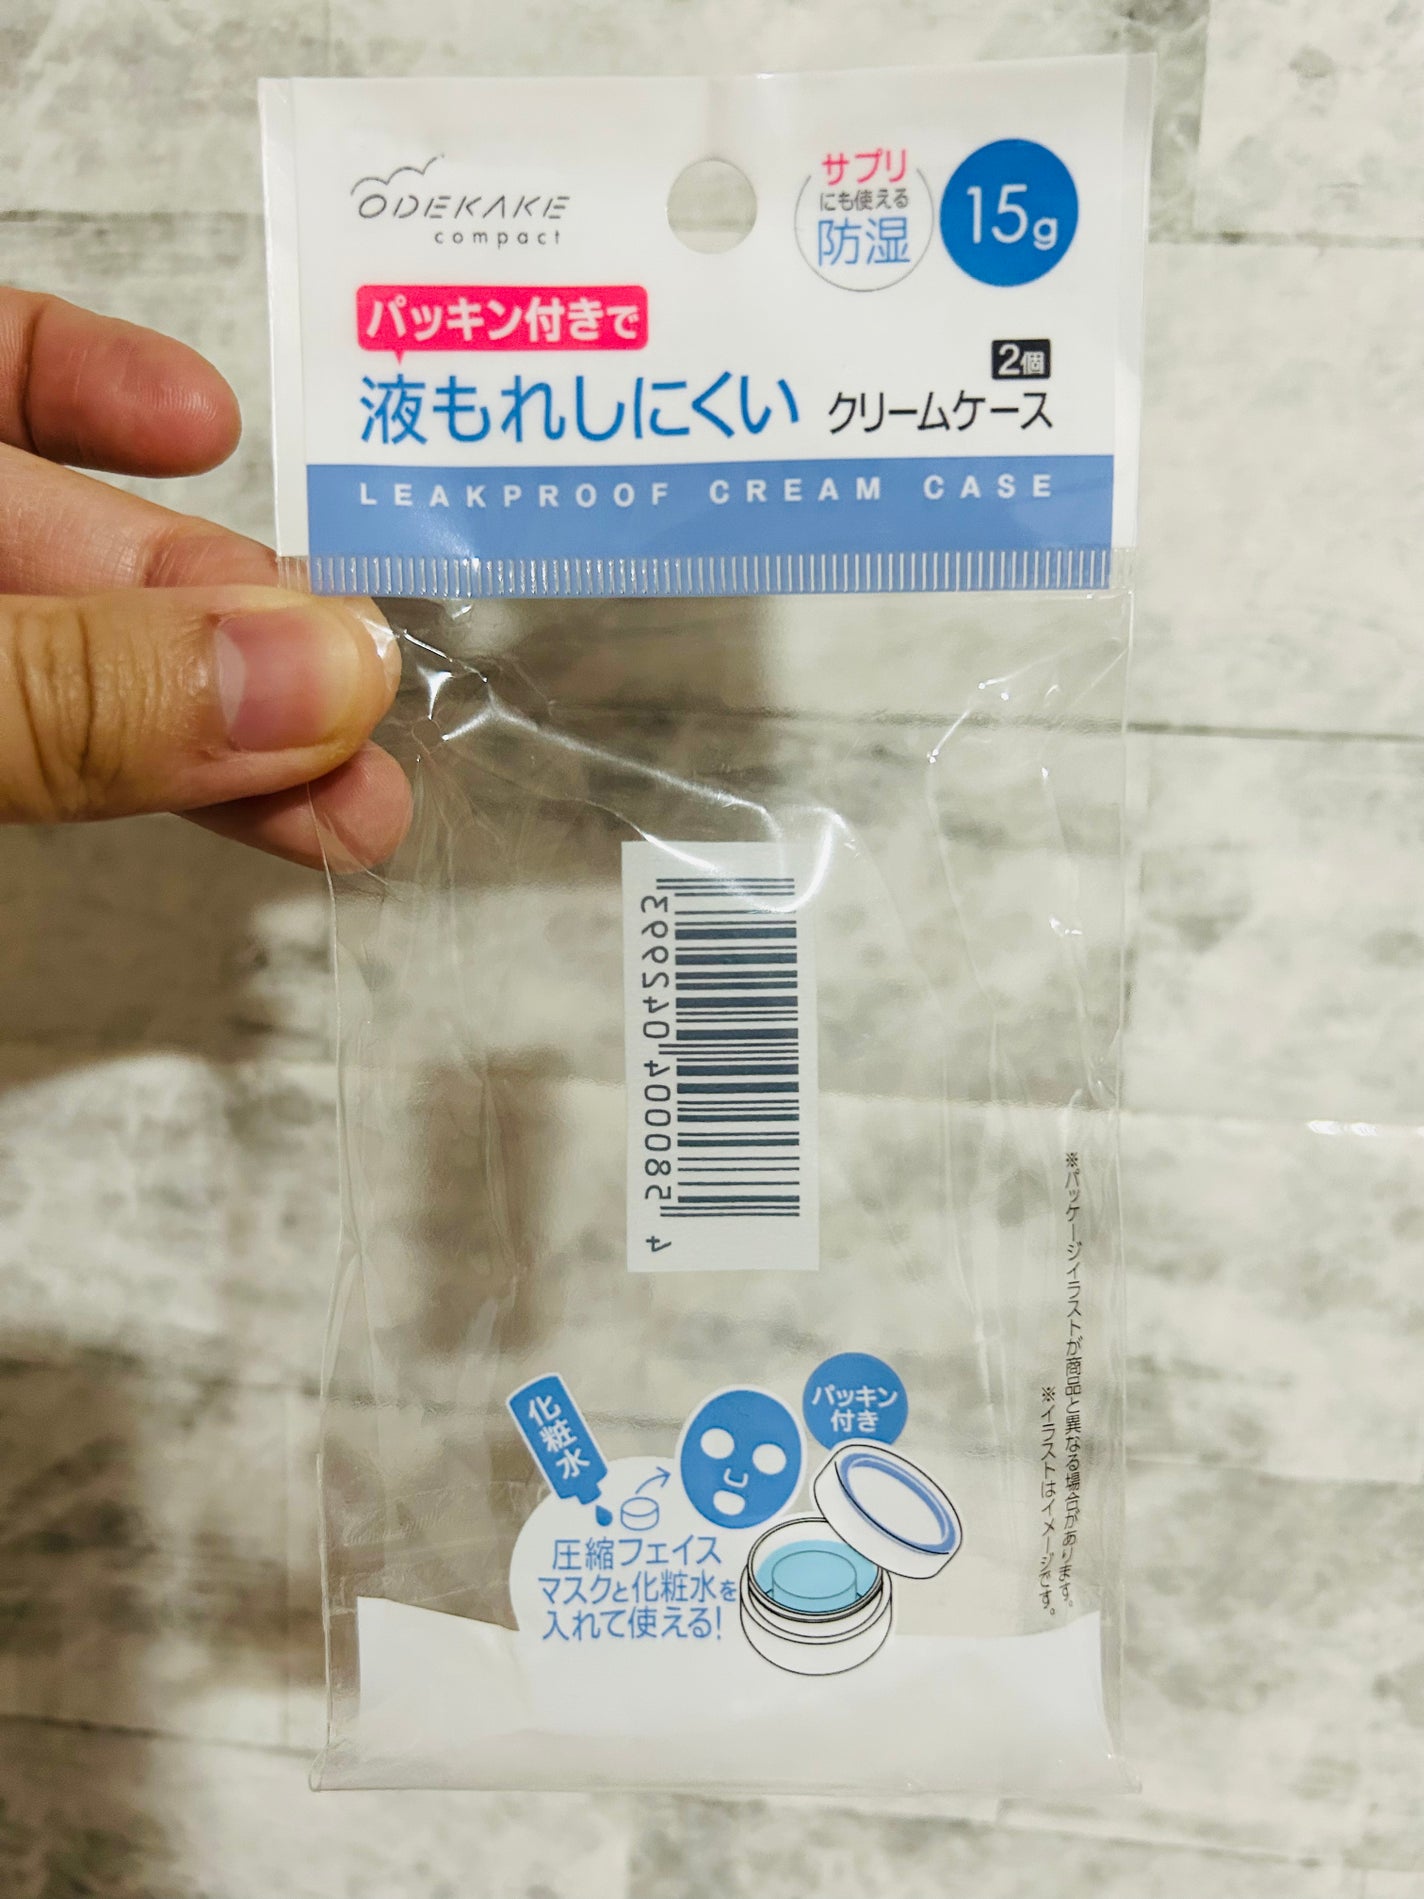 ODEKAKE
compact
サプリ
にも使える
防湿
15g
パッキン付きで
液もれしにくい
2個
クリームケース
LEAKPROOF CREAM CASE
4 580004 042993
化粧水
パッキン
付き
圧縮フェイス
マスクと化粧水を
入れて使える!
※パッケージイラストが商品と異なる場合があります。
※イラストはイメージです。